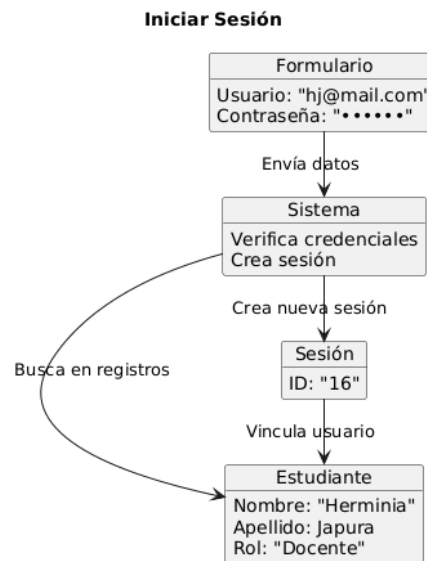 Iniciar Sesión
Formulario
Usuario: "hj@mail.com"
Contraseña: "••••••"
Envía datos
Sistema
Verifica credenciales
Crea sesión
Crea nueva sesión
Sesión
ID: "16"
Busca en registros
Vincula usuario
Estudiante
Nombre: "Herminia"
Apellido: Japura
Rol: "Docente"